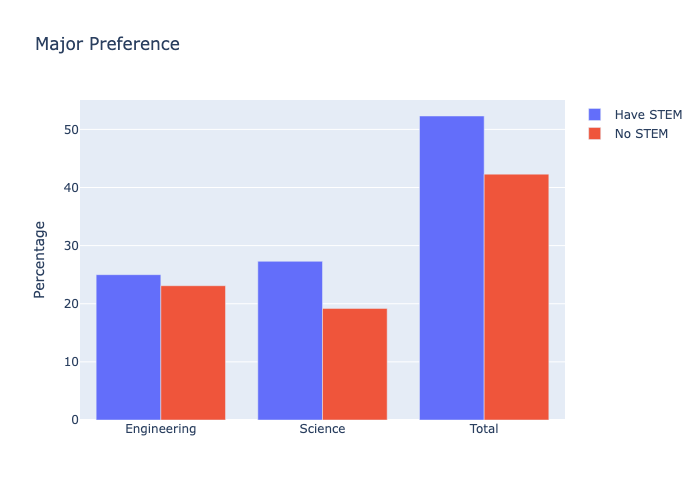 Major Preference
Have STEM
No STEM
Percentage
50
40
30
20
10
0
Engineering
Science
Total